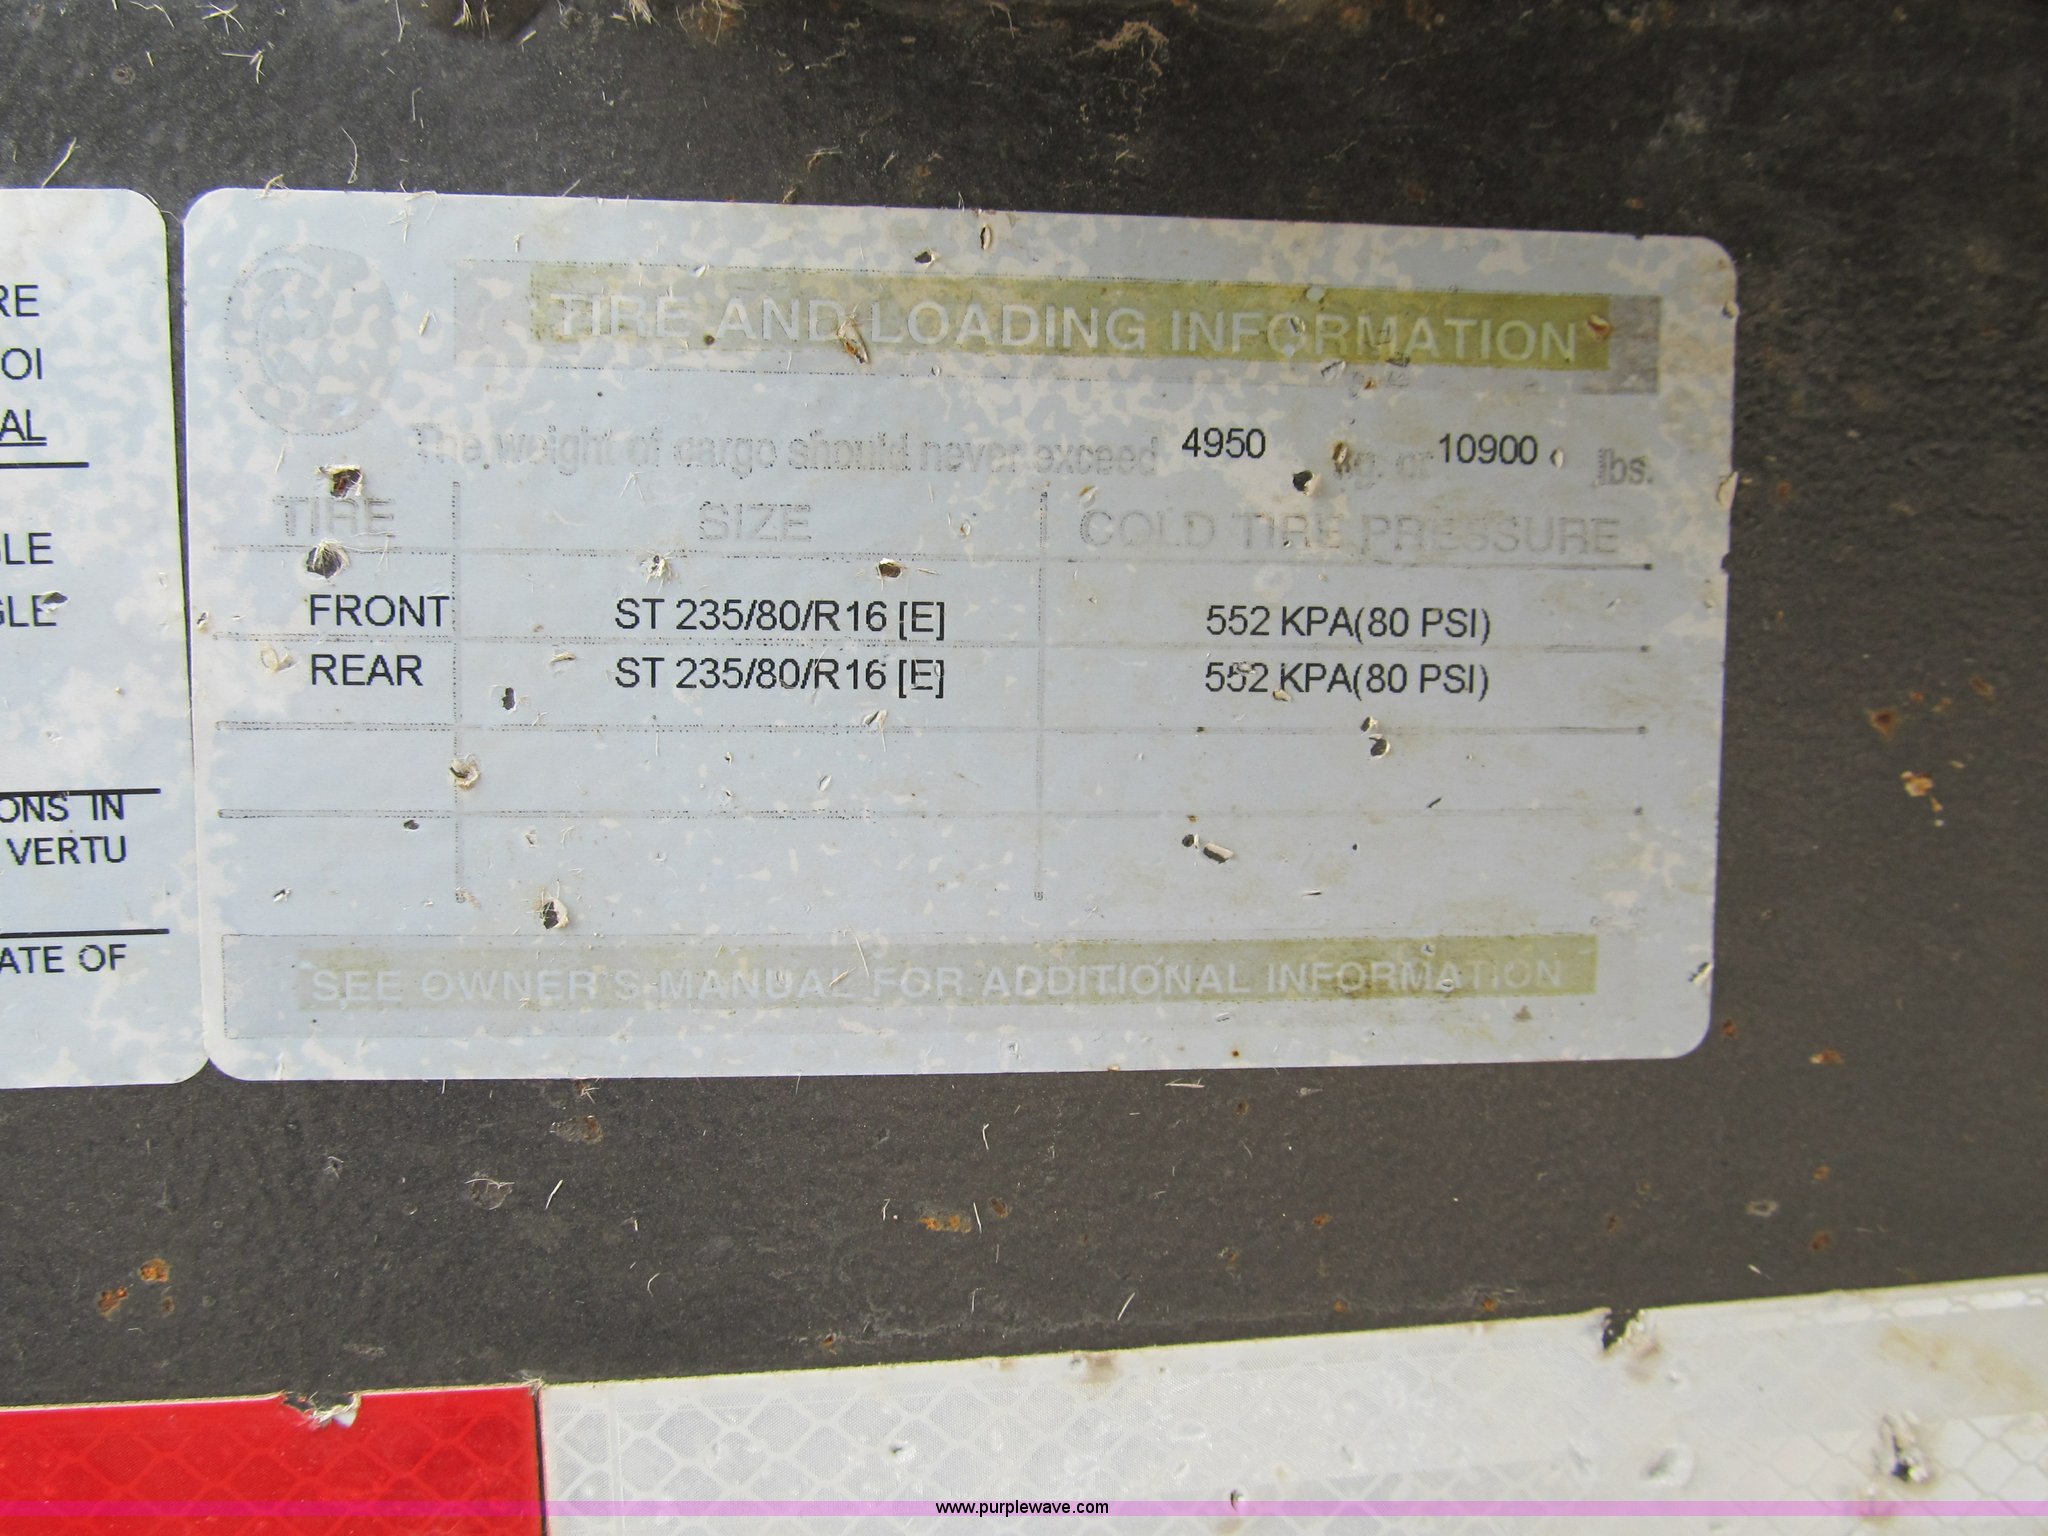 RE
OI
AL
GLE
GLE
ONS IN
VERTU
ATE OF
TIRE AND LOADING INFORMATION
The weight of cargo should never exceed 4950 kg. or 10900 lbs.
TIRE SIZE COLD TIRE PRESSURE
FRONT ST 235/80/R16 [E] 552 KPA(80 PSI)
REAR ST 235/80/R16 [E] 552 KPA(80 PSI)
SEE OWNER'S MANUAL FOR ADDITIONAL INFORMATION
www.purplewave.com